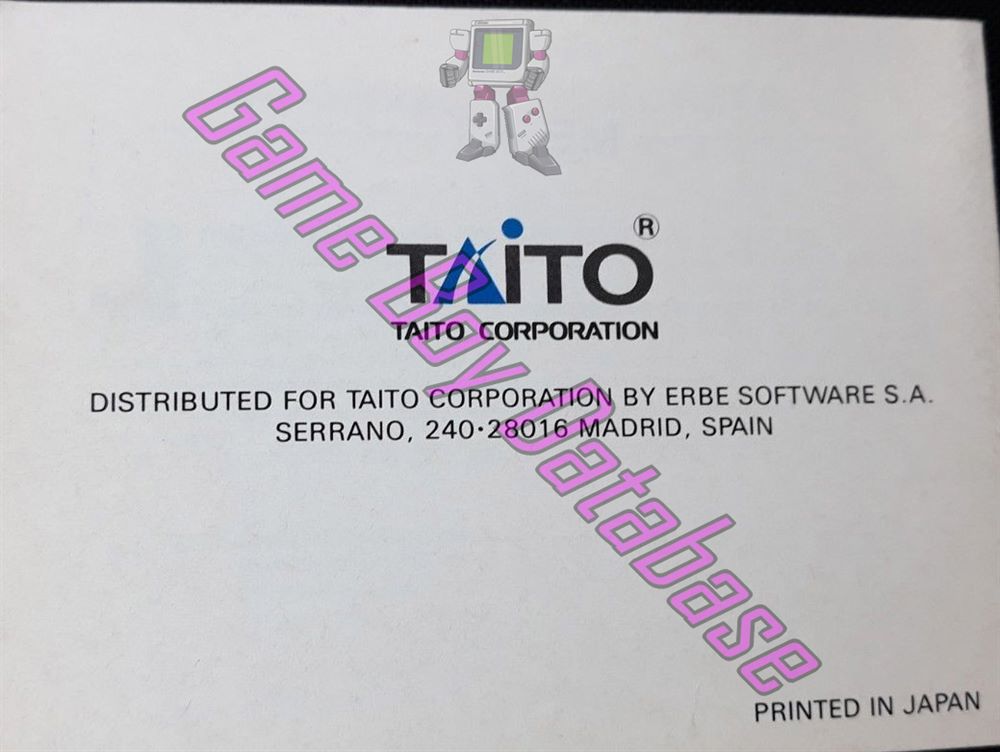 TAITO ®
TAITO CORPORATION
DISTRIBUTED FOR TAITO CORPORATION BY ERBE SOFTWARE S.A.
SERRANO, 240·28016 MADRID, SPAIN
PRINTED IN JAPAN
Game Boy Database